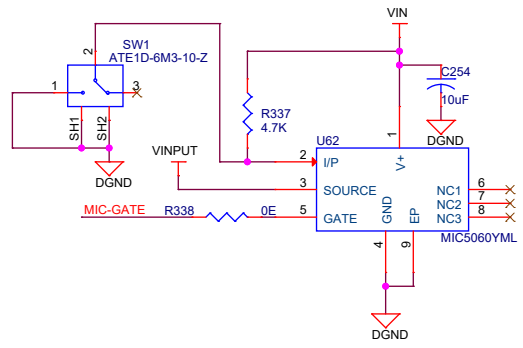 VIN
2
SW1
ATE1D-6M3-10-Z
1
3
SH1
SH2
DGND
R337
4.7K
C254
10uF
DGND
U62
1
V+
VINPUT
2
I/P
3
SOURCE
MIC-GATE
R338
0E
5
GATE
GND
EP
4
9
NC1
6
NC2
7
NC3
8
MIC5060YML
DGND